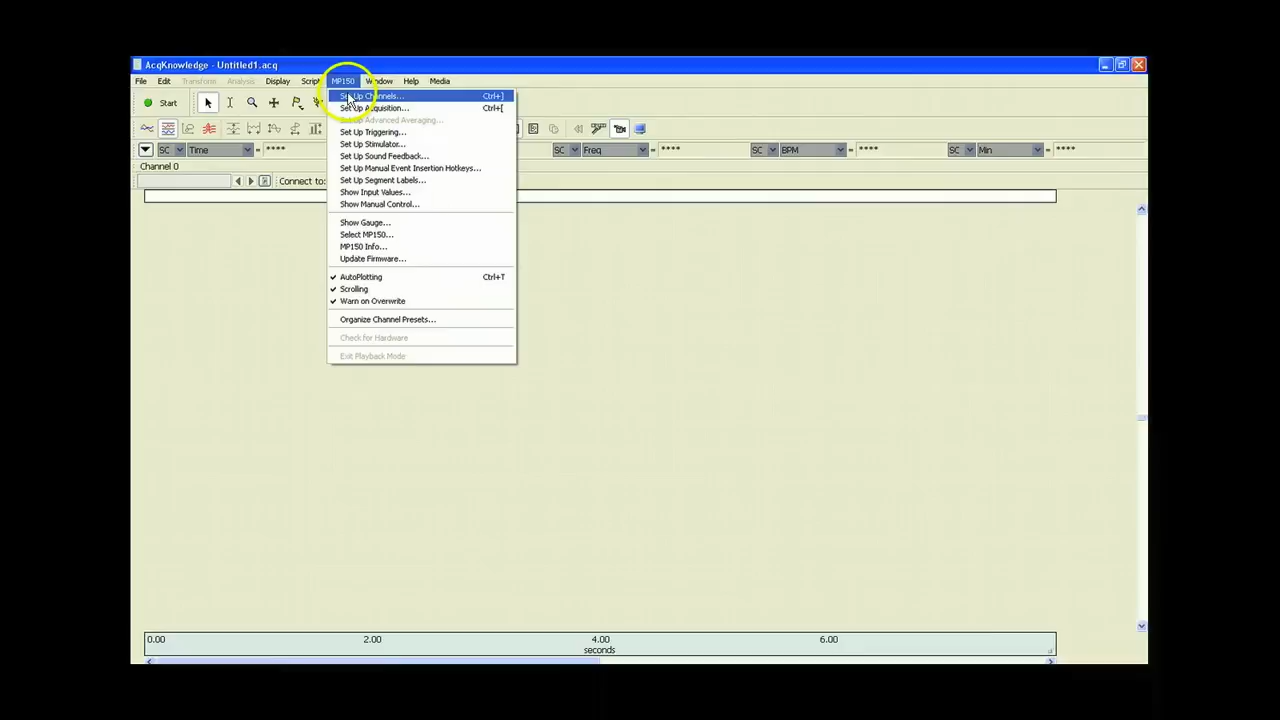 AcqKnowledge - Untitled1.acq
File Edit Transform Analysis Display Script MP150 Window Help Media
Start
Set Up Channels... Ctrl+]
Set Up Acquisition... Ctrl+[
Set Up Advanced Averaging...
Set Up Triggering...
Set Up Stimulator...
Set Up Sound Feedback...
Set Up Manual Event Insertion Hotkeys...
Set Up Segment Labels...
Show Input Values...
Show Manual Control...
Show Gauge...
Select MP150...
MP150 Info...
Update Firmware...
AutoPlotting Ctrl+T
Scrolling
Warn on Overwrite
Organize Channel Presets...
Check for Hardware
Exit Playback Mode
SC Time = **** SC Freq = **** SC BPM = **** SC Min = ****
Channel 0
Connect to:
0.00 2.00 4.00 6.00
seconds